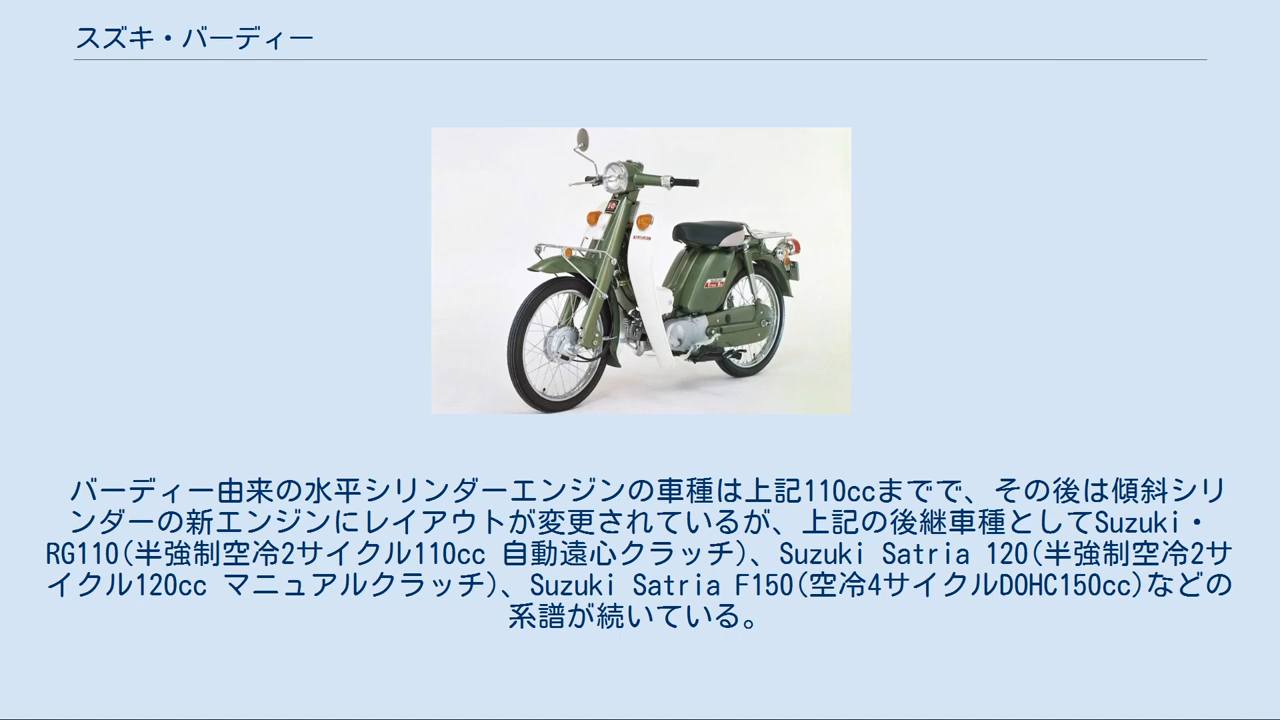 スズキ・バーディー
バーディー由来の水平シリンダーエンジンの車種は上記110ccまでで、その後は傾斜シリ
ンダーの新エンジンにレイアウトが変更されているが、上記の後継車種としてSuzuki・
RG110(半強制空冷2サイクル110cc 自動遠心クラッチ)、Suzuki Satria 120(半強制空冷2サ
イクル120cc マニュアルクラッチ)、Suzuki Satria F150(空冷4サイクルDOHC150cc)などの
系譜が続いている。